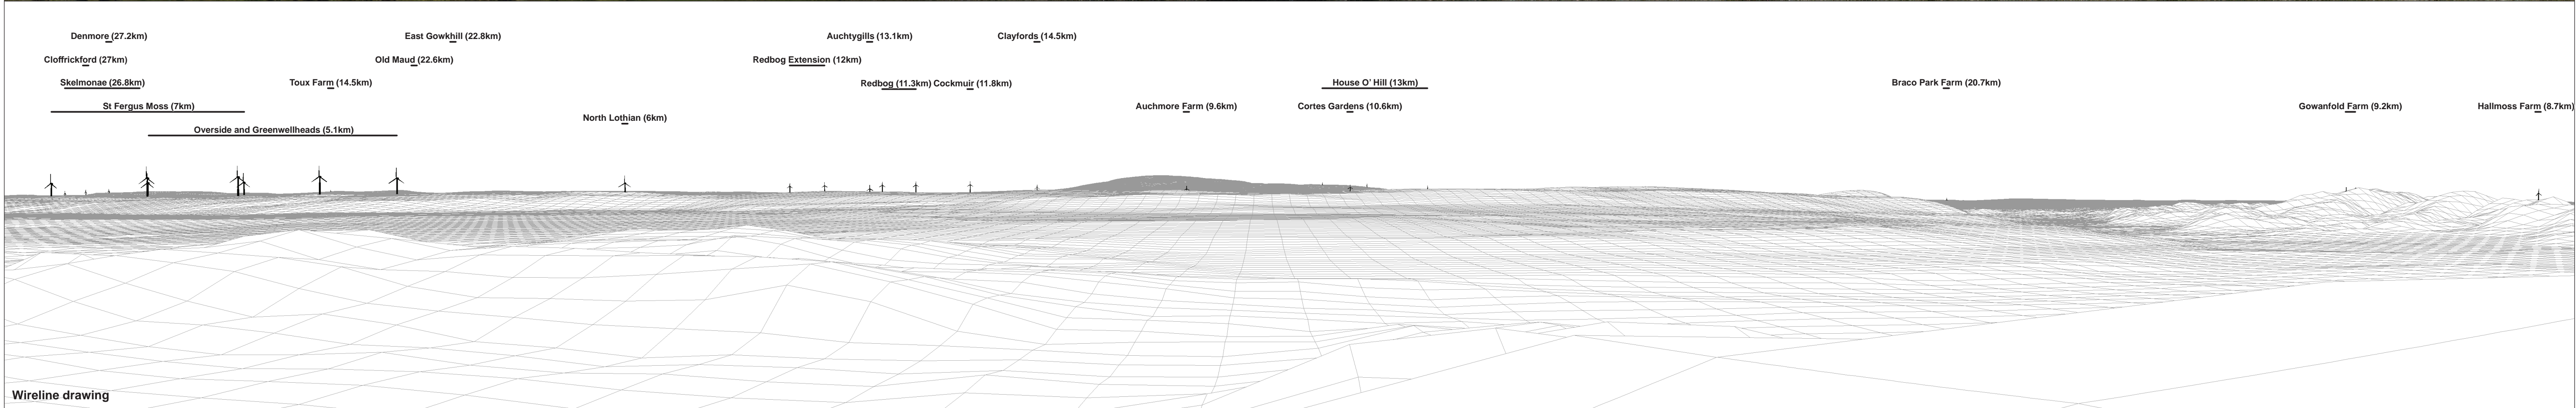 Denmore (27.2km)
East Gowkhill (22.8km)
Auchtygills (13.1km)
Clayfords (14.5km)
Cloffrickford (27km)
Old Maud (22.6km)
Redbog Extension (12km)
Skelmonae (26.8km)
Toux Farm (14.5km)
Redbog (11.3km)
Cockmuir (11.8km)
House O' Hill (13km)
Braco Park Farm (20.7km)
St Fergus Moss (7km)
Auchmore Farm (9.6km)
Cortes Gardens (10.6km)
Gowanfold Farm (9.2km)
Hallmoss Farm (8.7km)
North Lothian (6km)
Overside and Greenwellheads (5.1km)
Wireline drawing